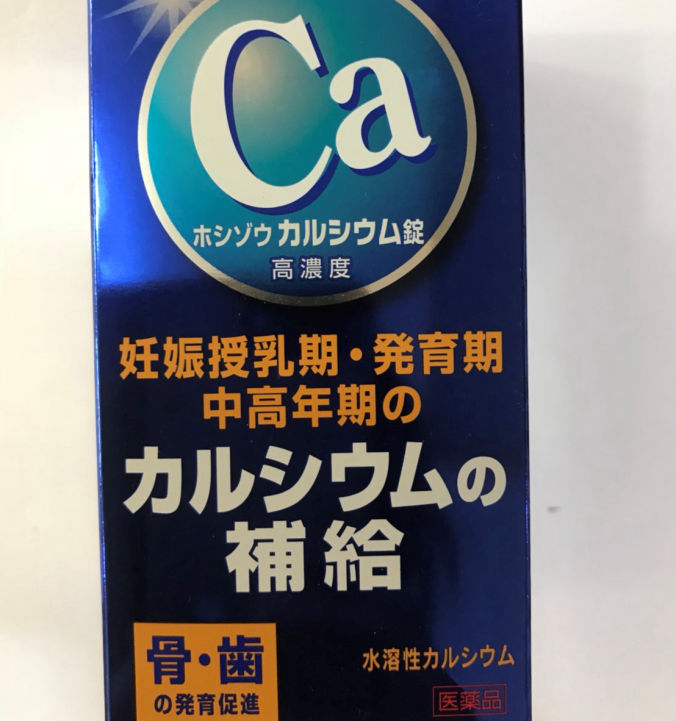 Ca
ホシゾウ カルシウム錠
高濃度
妊娠授乳期・発育期
中高年期の
カルシウムの
補給
骨・歯
の発育促進
水溶性カルシウム
医薬品